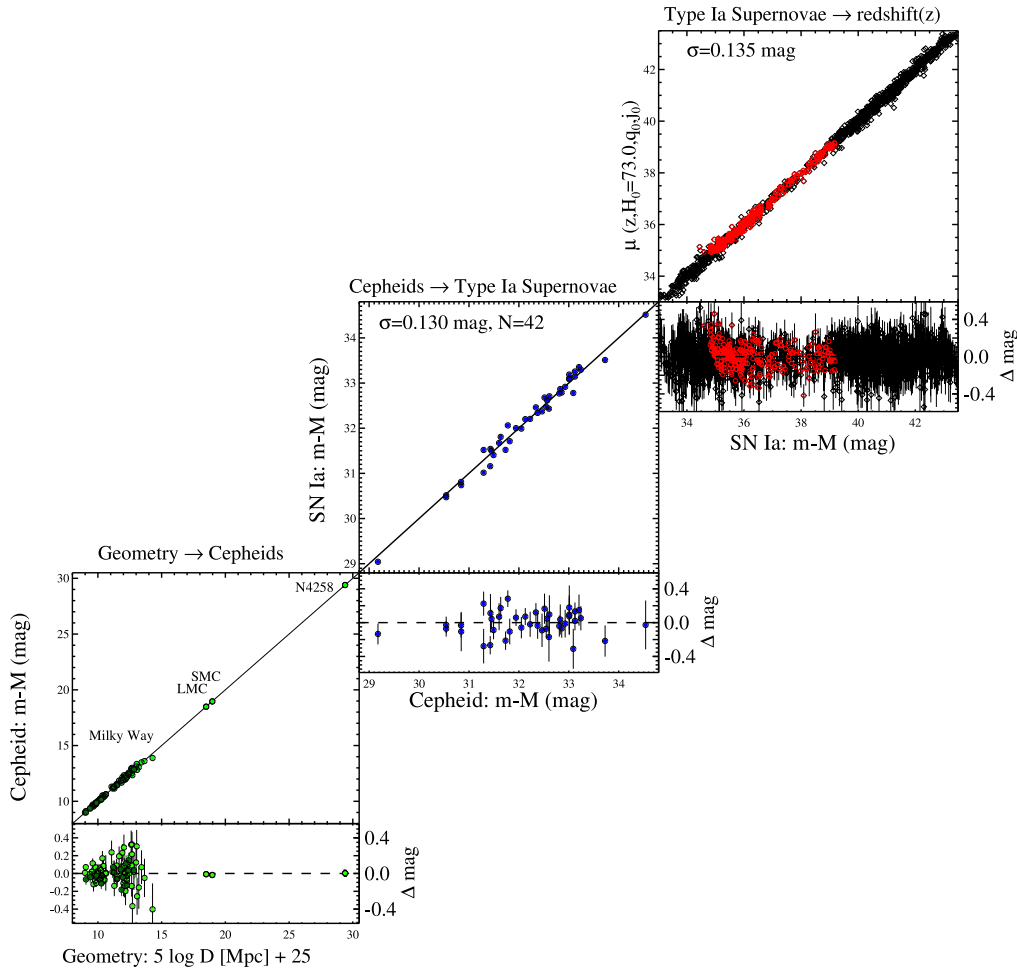 Type Ia Supernovae → redshift(z)
σ=0.135 mag
μ (z,H₀=73.0,q₀,j₀)
42
40
38
36
34
0.4
0.0
-0.4
Δ mag
34 36 38 40 42
SN Ia: m-M (mag)
Cepheids → Type Ia Supernovae
σ=0.130 mag, N=42
SN Ia: m-M (mag)
34
33
32
31
30
29
0.4
0.0
-0.4
Δ mag
29 30 31 32 33 34
Cepheid: m-M (mag)
Geometry → Cepheids
N4258
SMC
LMC
Milky Way
Cepheid: m-M (mag)
30
25
20
15
10
0.4
0.2
0.0
-0.2
-0.4
0.4
0.0
-0.4
Δ mag
10 15 20 25 30
Geometry: 5 log D [Mpc] + 25